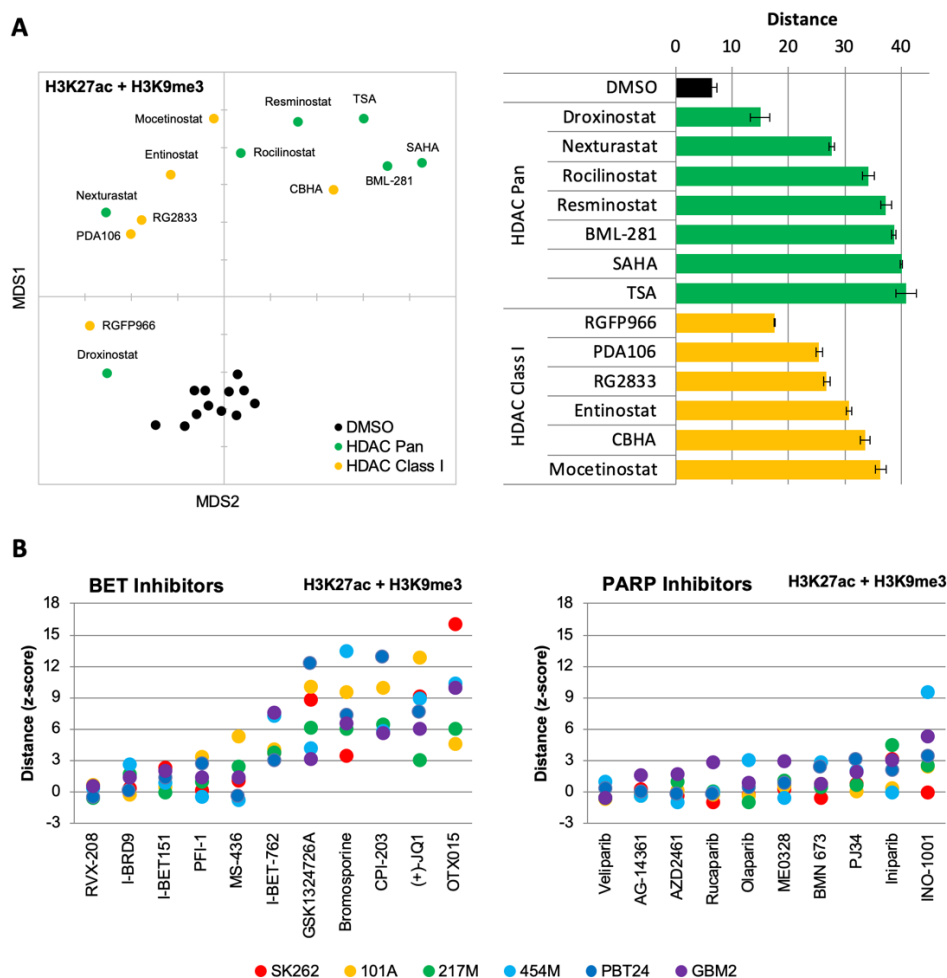 A
H3K27ac + H3K9me3
Mocetinostat
Resminostat
TSA
Entinostat
Rocilinostat
SAHA
BML-281
CBHA
Nexturastat
RG2833
PDA106
RGFP966
Droxinostat
DMSO
HDAC Pan
HDAC Class I
MDS1
MDS2
Distance
0 10 20 30 40
HDAC Pan
DMSO
Droxinostat
Nexturastat
Rocilinostat
Resminostat
BML-281
SAHA
TSA
HDAC Class I
RGFP966
PDA106
RG2833
Entinostat
CBHA
Mocetinostat
B
BET Inhibitors
H3K27ac + H3K9me3
Distance (z-score)
18
15
12
9
6
3
0
-3
RVX-208
I-BRD9
I-BET151
PFI-1
MS-436
I-BET-762
GSK1324726A
Bromosporine
CPI-203
(+)-JQ1
OTX015
PARP Inhibitors
H3K27ac + H3K9me3
Distance (z-score)
18
15
12
9
6
3
0
-3
Veliparib
AG-14361
AZD2461
Rucaparib
Olaparib
ME0328
BMN 673
PJ34
Iniparib
INO-1001
SK262 101A 217M 454M PBT24 GBM2